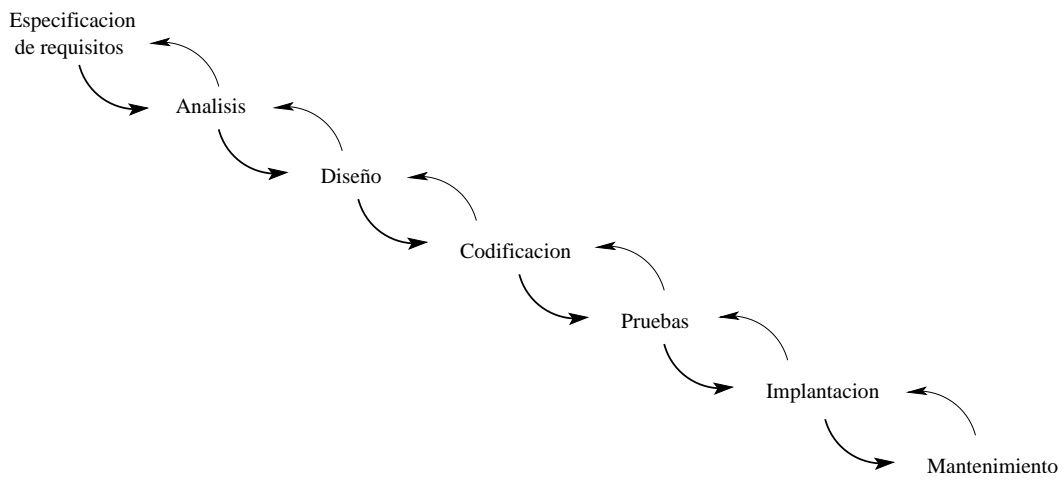 Especificacion
de requisitos
Analisis
Diseño
Codificacion
Pruebas
Implantacion
Mantenimiento